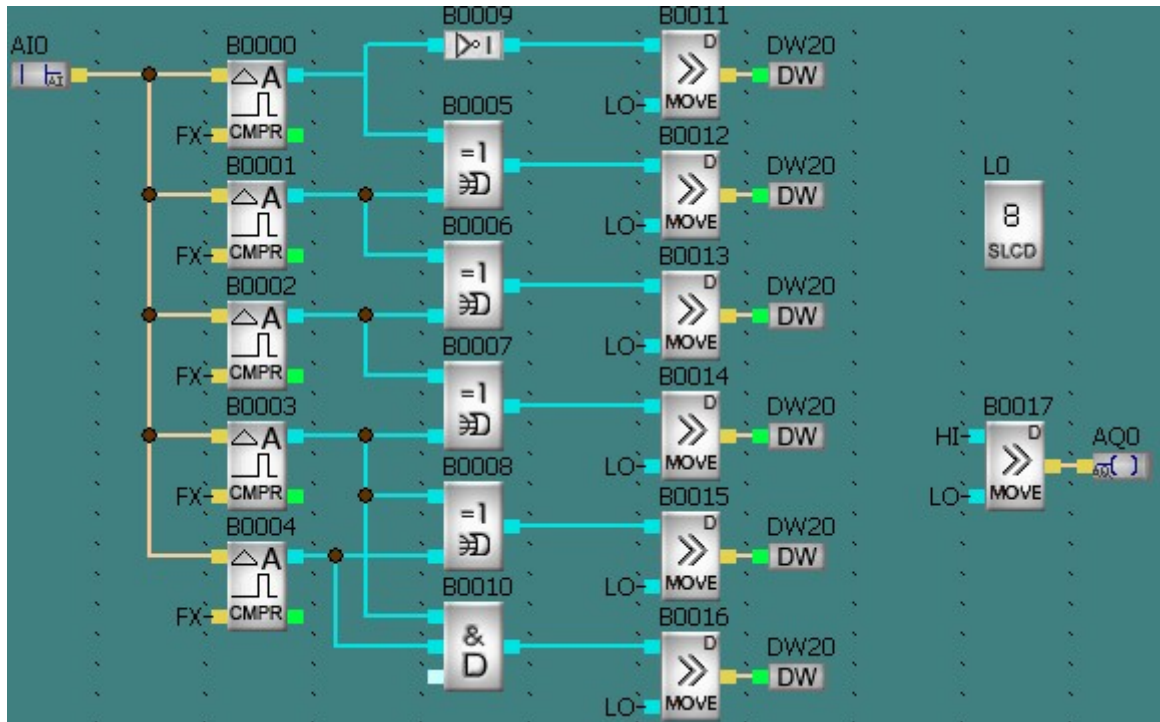 AI0
AI
B0000
A
FX
CMPR
B0001
A
FX
CMPR
B0002
A
FX
CMPR
B0003
A
FX
CMPR
B0004
A
FX
CMPR
B0009
1
B0005
=1
B0006
=1
B0007
=1
B0008
=1
B0010
&
D
B0011
D
LO
MOVE
DW20
DW
B0012
D
LO
MOVE
DW20
DW
B0013
D
LO
MOVE
DW20
DW
B0014
D
LO
MOVE
DW20
DW
B0015
D
LO
MOVE
DW20
DW
B0016
D
LO
MOVE
DW20
DW
L0
8
SLCD
B0017
HI
D
LO
MOVE
AQ0
AQ